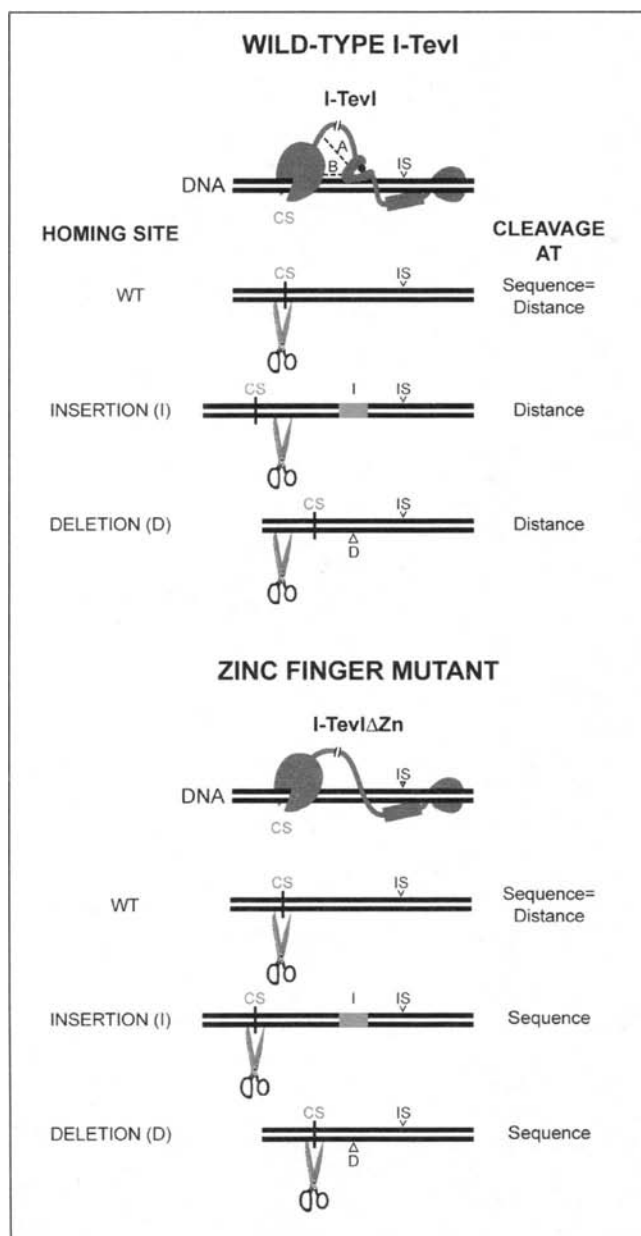 WILD-TYPE I-TevI
I-TevI
A
B
IS
DNA
CS
HOMING SITE
CLEAVAGE
AT
CS
IS
WT
Sequence=
Distance
CS
I
IS
INSERTION (I)
Distance
CS
IS
DELETION (D)
Distance
D
ZINC FINGER MUTANT
I-TevIΔZn
IS
DNA
CS
CS
IS
WT
Sequence=
Distance
CS
I
IS
INSERTION (I)
Sequence
CS
IS
DELETION (D)
Sequence
D